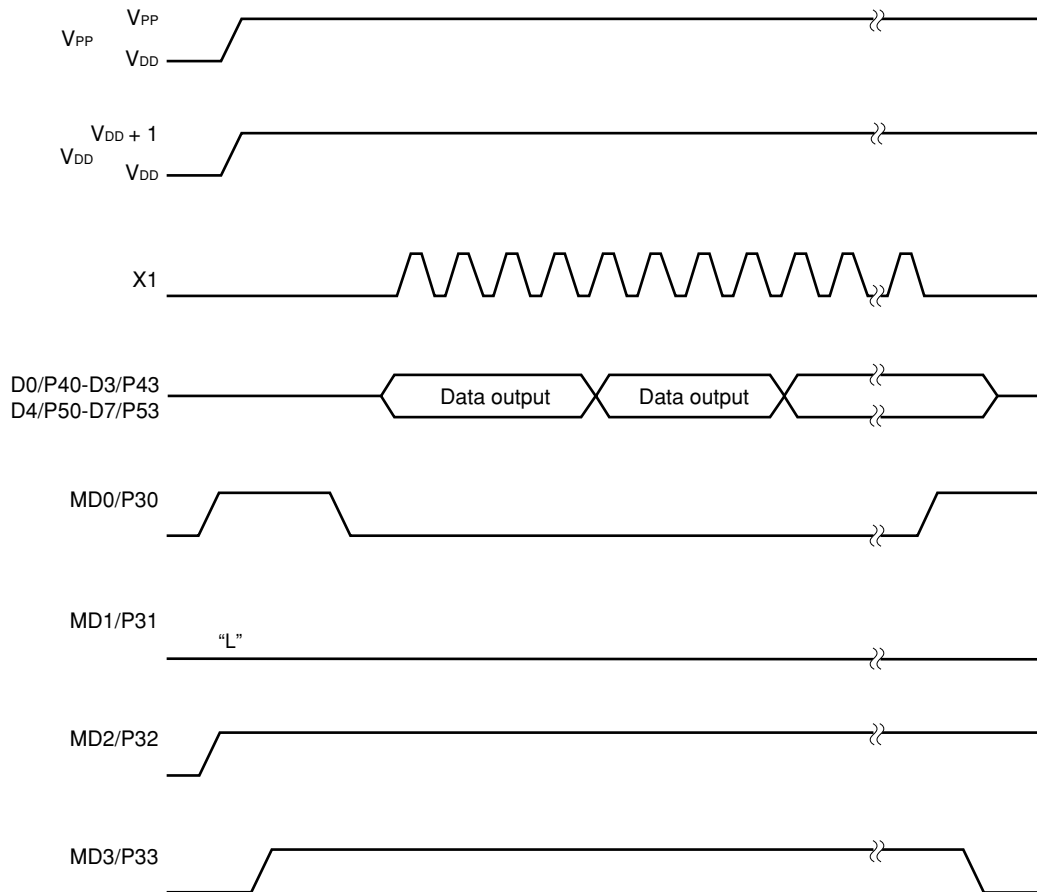 VPP
VPP
VDD
VDD + 1
VDD
VDD
X1
D0/P40-D3/P43
D4/P50-D7/P53
Data output
Data output
MD0/P30
MD1/P31
“L”
MD2/P32
MD3/P33